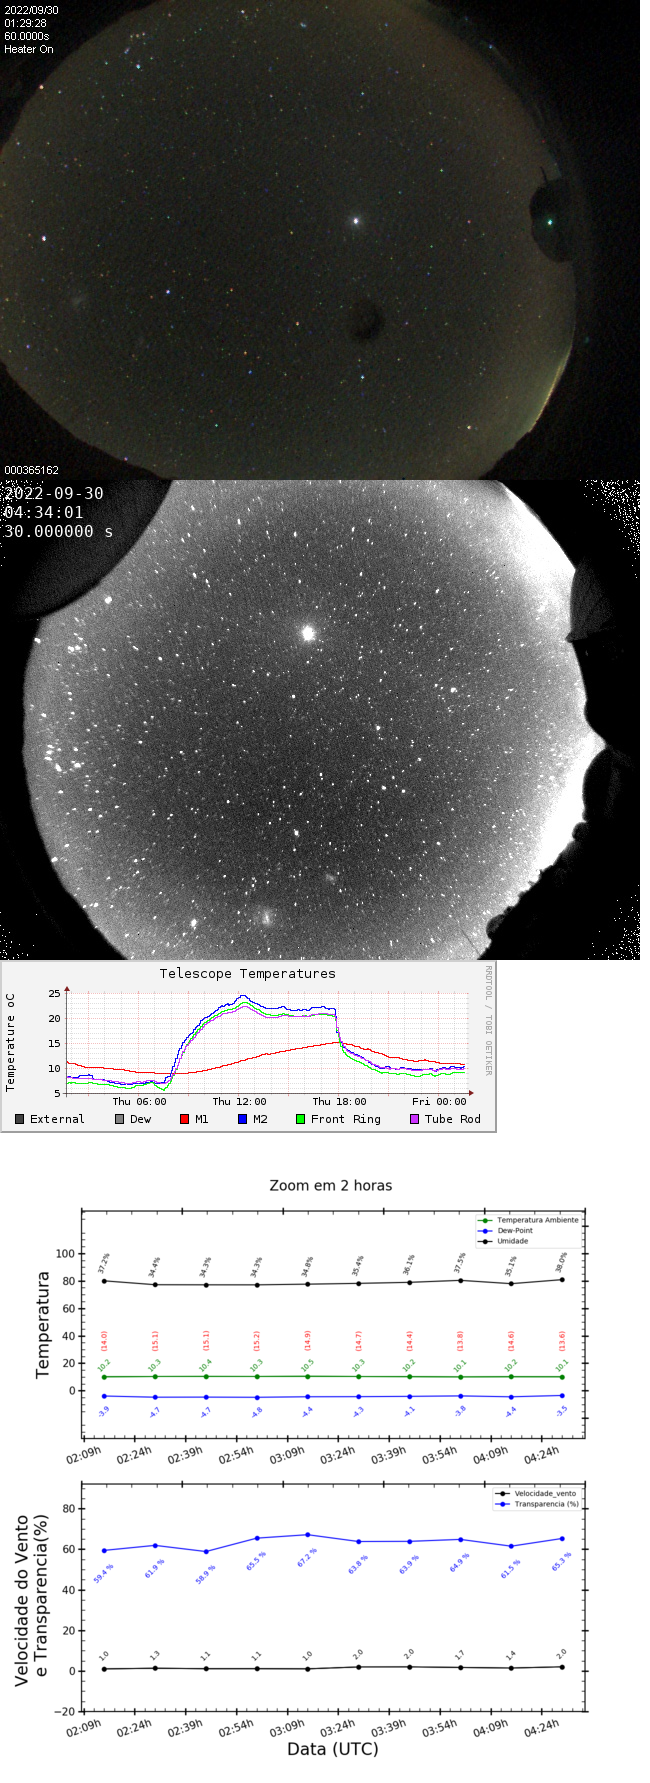 2022/09/30
01:29:28
60.0000s
Heater On
000365162
2022-09-30
04:34:01
30.000000 s
Telescope Temperatures
RRDTOOL / TOBI OETIKER
Temperature oC
25
20
15
10
5
Thu 06:00 Thu 12:00 Thu 18:00 Fri 00:00
External Dew M1 M2 Front Ring Tube Rod
Zoom em 2 horas
Temperatura Ambiente
Dew-Point
Umidade
Temperatura
100
80
60
40
20
0
37.2% 34.4% 34.3% 34.3% 34.8% 35.4% 36.1% 37.5% 35.1% 38.0%
(14.0) (15.1) (15.1) (15.2) (14.9) (14.7) (14.4) (13.8) (14.6) (13.6)
10.2 10.3 10.4 10.3 10.5 10.3 10.2 10.1 10.2 10.1
-3.9 -4.7 -4.7 -4.8 -4.4 -4.3 -4.1 -3.8 -4.4 -3.5
02:09h 02:24h 02:39h 02:54h 03:09h 03:24h 03:39h 03:54h 04:09h 04:24h
Velocidade_vento
Transparencia (%)
Velocidade do Vento
e Transparencia(%)
80
60
40
20
0
−20
59.4 % 61.9 % 58.9 % 65.5 % 67.2 % 63.8 % 63.9 % 64.9 % 61.5 % 65.3 %
1.0 1.3 1.1 1.1 1.0 2.0 2.0 1.7 1.4 2.0
02:09h 02:24h 02:39h 02:54h 03:09h 03:24h 03:39h 03:54h 04:09h 04:24h
Data (UTC)